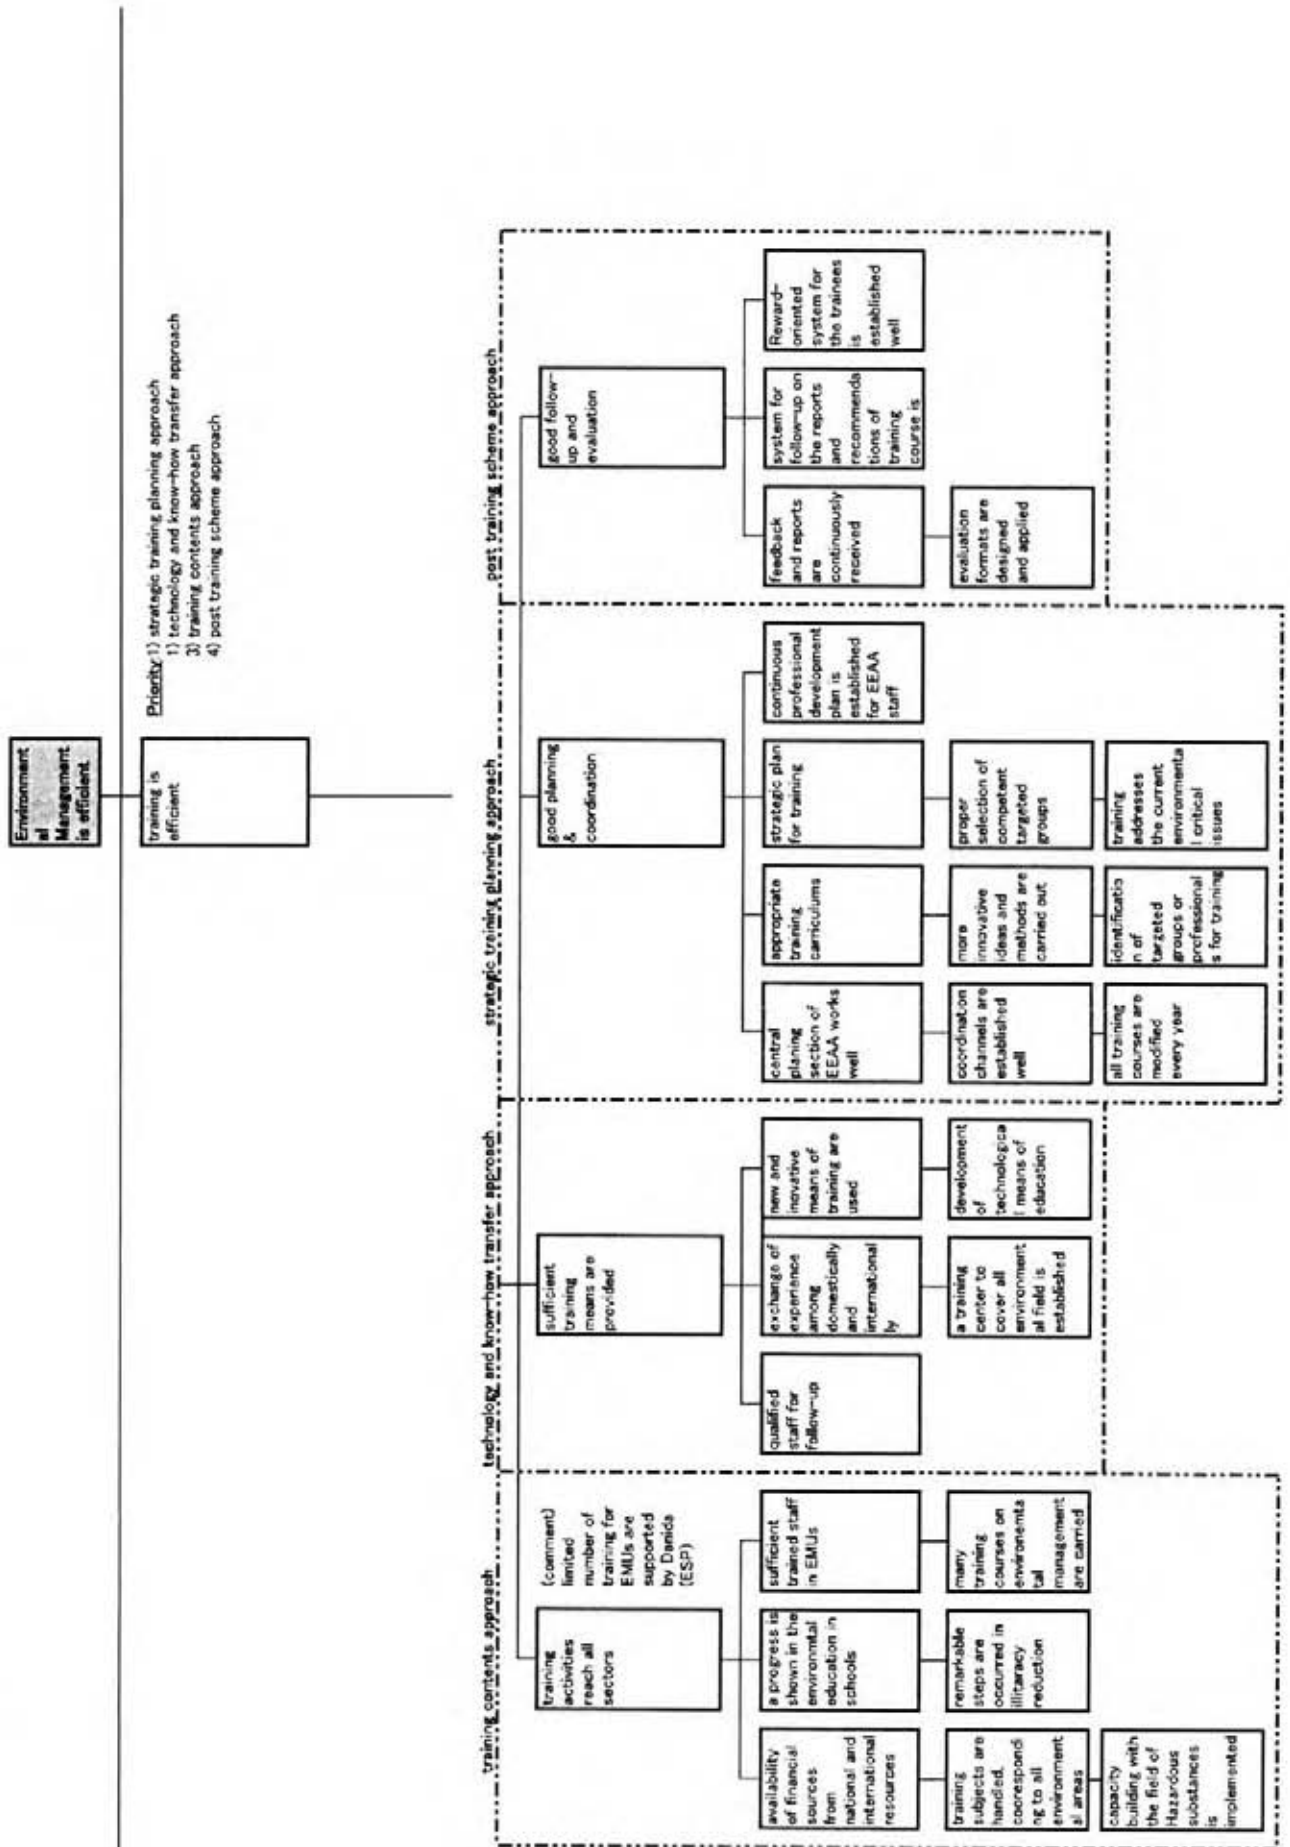 Environment
al
Management
is efficient.
training is
efficient
Priority 1) strategic training planning approach
1) technology and know-how transfer approach
3) training contents approach
4) post training scheme approach
training contents approach
training
activities
reach all
sectors
(comment)
limited
number of
training for
EMUs are
supported
by Danida
(ESP)
availability
of financial
sources
from
national and
international
resources
a progress is
shown in the
environmtal
education in
schools
sufficient
trained staff
in EMUs
training
subjects are
handled,
coorespondi
ng to all
environment
al areas
remarkable
steps are
occurred in
illitaracy
reduction
many
training
courses on
environemta
tal
management
are carried
capacity
building with
the field of
Hazardous
substances
is
implemented
technology and know-how transfer approach
sufficient
training
means are
provided
qualified
staff for
follow-up
exchange of
experience
among
domestically
and
international
ly
new and
inovative
means of
training are
used
a training
center to
cover all
environment
al field is
established
development
of
technologica
l means of
education
strategic training planning approach
good planning
&
coordination
central
planing
section of
EEAA works
well
appropriate
training
carriculums
strategic plan
for training
continuous
professional
development
plan is
established
for EEAA
staff
coordination
channels are
established
well
more
innovative
ideas and
methods are
carried out
proper
selection of
competent
targeted
groups
all training
courses are
modified
every year
identificatio
n of
targeted
groups or
professional
s for training
training
addresses
the current
environmenta
l critical
issues
post training scheme approach
good follow-
up and
evaluation
feedback
and reports
are
continuously
received
system for
follow-up on
the reports
and
recommenda
tions of
training
course is
Reward-
oriented
system for
the trainees
is
established
well
evaluation
formats are
designed
and applied